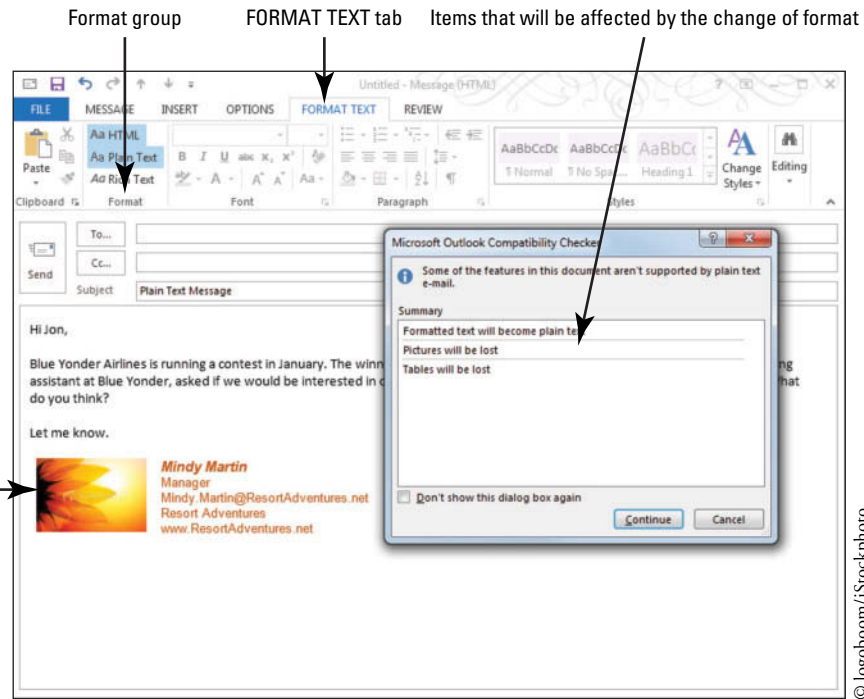 Format group FORMAT TEXT tab Items that will be affected by the change of format
Untitled - Message (HTML)
FILE MESSAGE INSERT OPTIONS FORMAT TEXT REVIEW
Aa HTML
Aa Plain Text
Aa Rich Text
Paste
B I U abc x, x'
A A A Aa
AaBbCcDc AaBbCcDc AaBbCc
¶ Normal ¶ No Spac... Heading 1
Change
Styles
Editing
Clipboard Format Font Paragraph Styles
To...
Cc...
Send
Subject Plain Text Message
Microsoft Outlook Compatibility Checker
Some of the features in this document aren't supported by plain text
e-mail.
Summary
Formatted text will become plain text
Pictures will be lost
Tables will be lost
Don't show this dialog box again
Continue Cancel
Hi Jon,
Blue Yonder Airlines is running a contest in January. The winn ng
assistant at Blue Yonder, asked if we would be interested in hat
do you think?
Let me know.
Mindy Martin
Manager
Mindy.Martin@ResortAdventures.net
Resort Adventures
www.ResortAdventures.net
© logoboom/iStockphoto